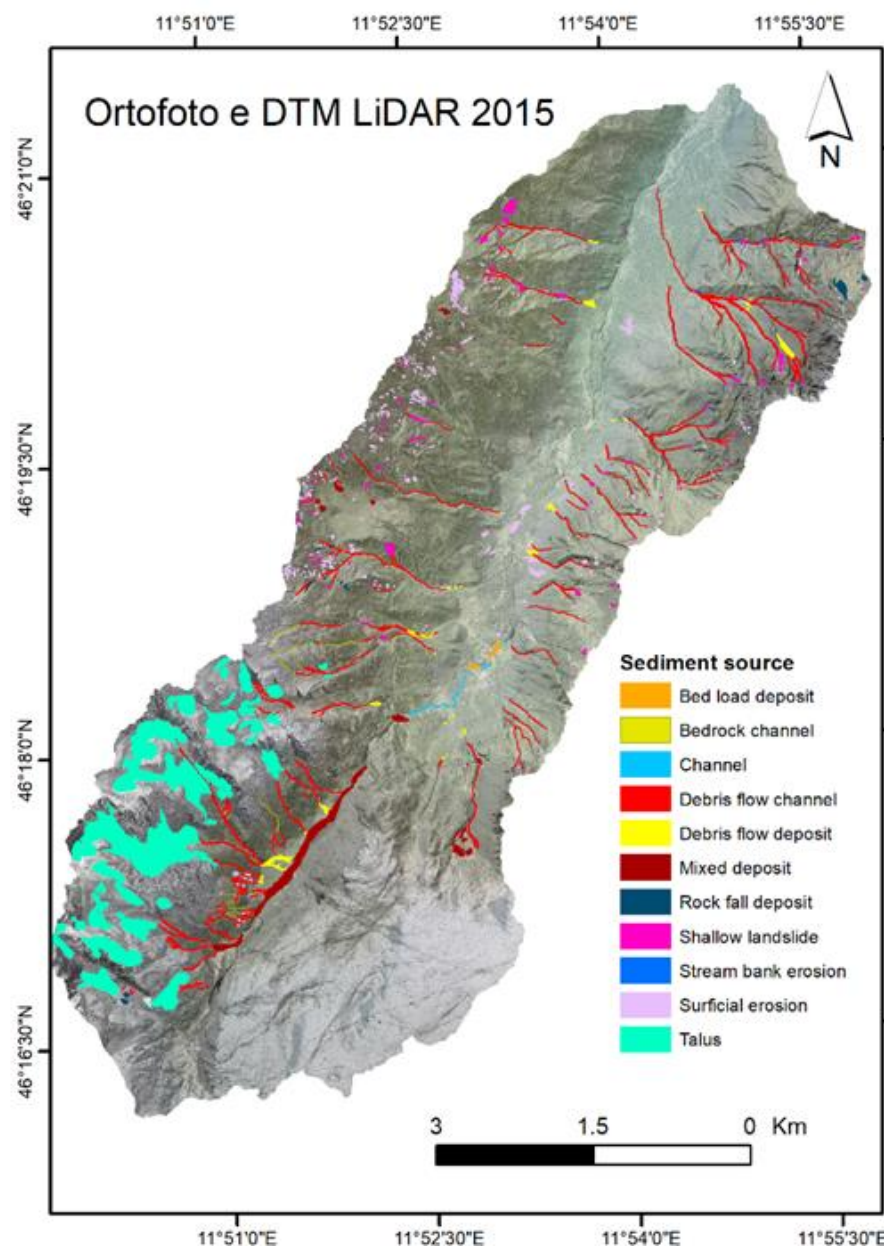 11°51'0"E 11°52'30"E 11°54'0"E 11°55'30"E
Ortofoto e DTM LiDAR 2015
N
46°21'0"N
46°19'30"N
46°18'0"N
46°16'30"N
Sediment source
Bed load deposit
Bedrock channel
Channel
Debris flow channel
Debris flow deposit
Mixed deposit
Rock fall deposit
Shallow landslide
Stream bank erosion
Surficial erosion
Talus
3 1.5 0 Km
11°51'0"E 11°52'30"E 11°54'0"E 11°55'30"E